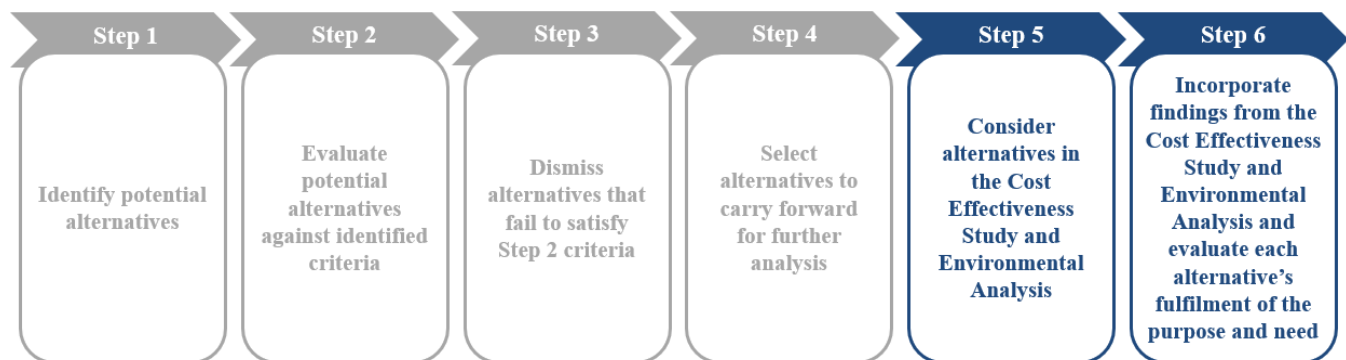 Step 1
Identify potential
alternatives
Step 2
Evaluate
potential
alternatives
against identified
criteria
Step 3
Dismiss
alternatives that
fail to satisfy
Step 2 criteria
Step 4
Select
alternatives to
carry forward
for further
analysis
Step 5
Consider
alternatives in
the Cost
Effectiveness
Study and
Environmental
Analysis
Step 6
Incorporate
findings from the
Cost Effectiveness
Study and
Environmental
Analysis and
evaluate each
alternative’s
fulfilment of the
purpose and need